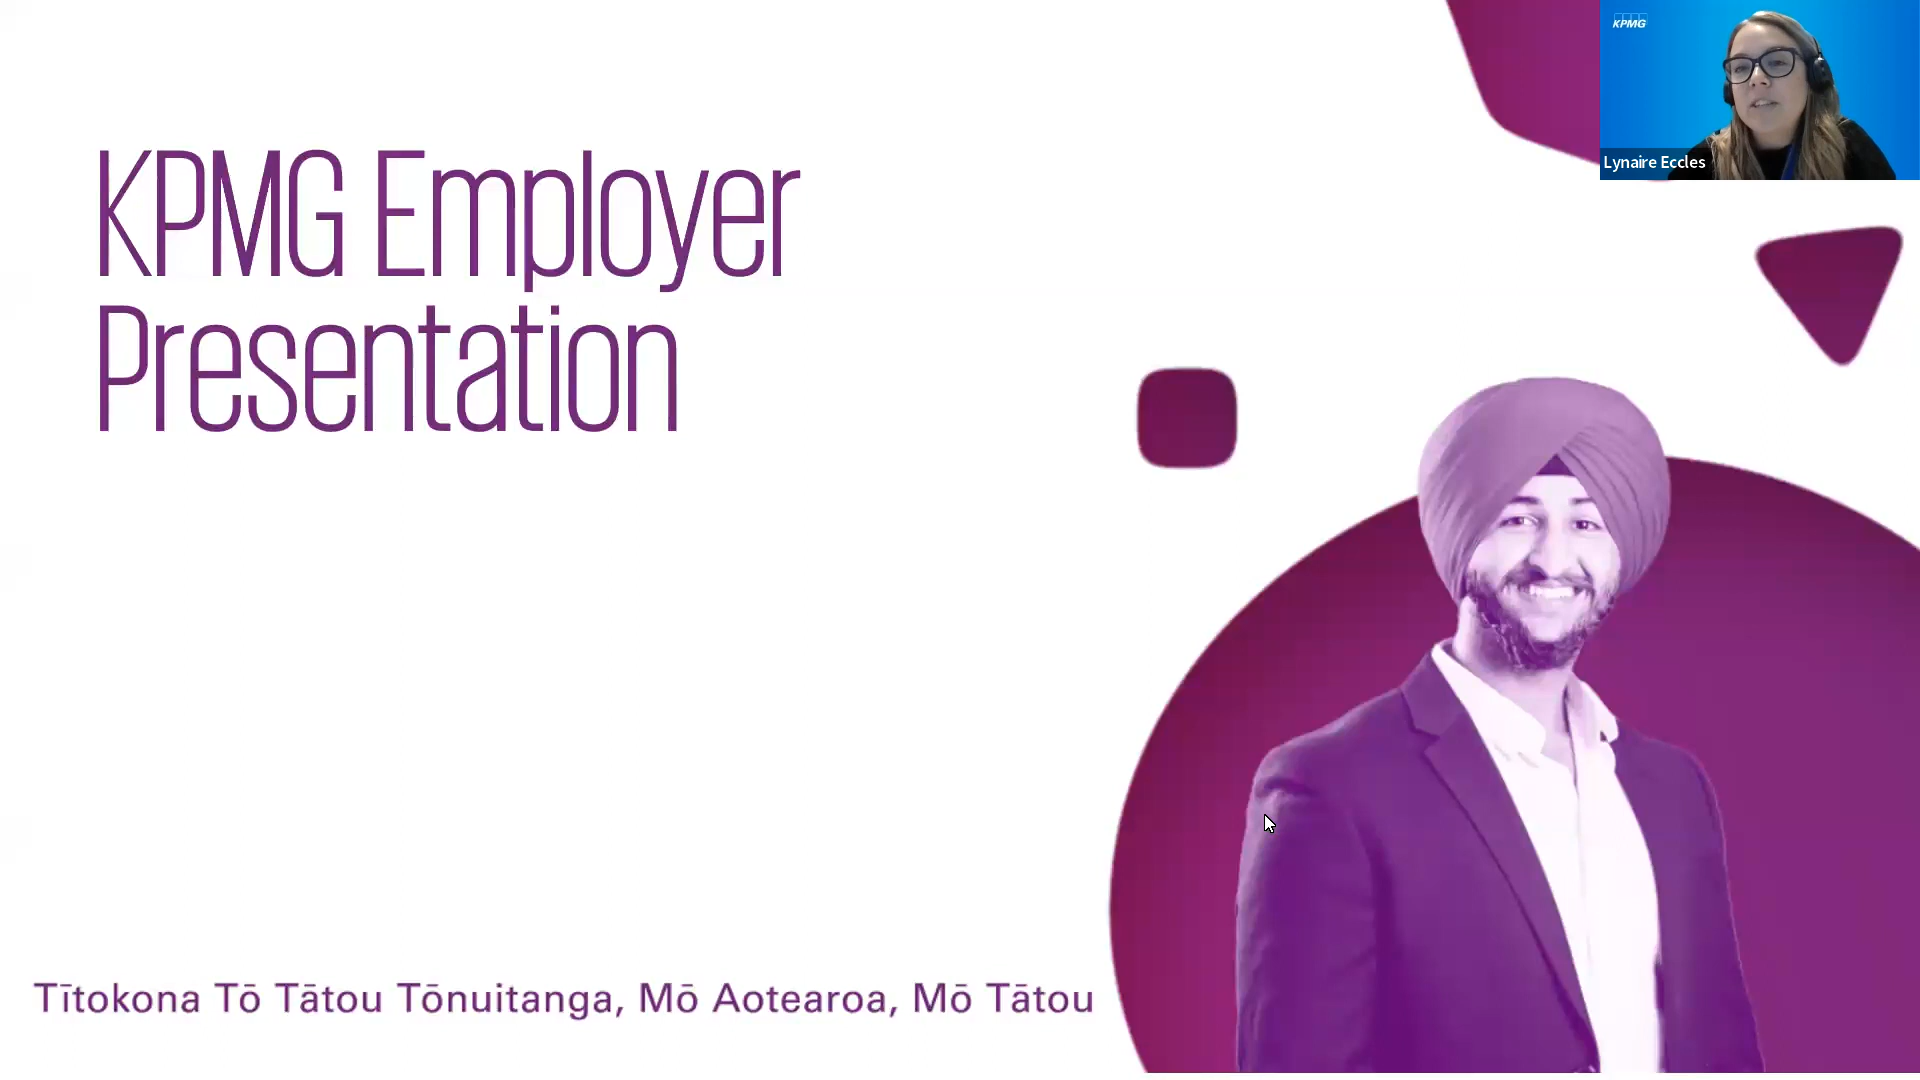 KPMG
Lynaire Eccles
KPMG Employer
Presentation
Tītokona Tō Tātou Tōnuitanga, Mō Aotearoa, Mō Tātou